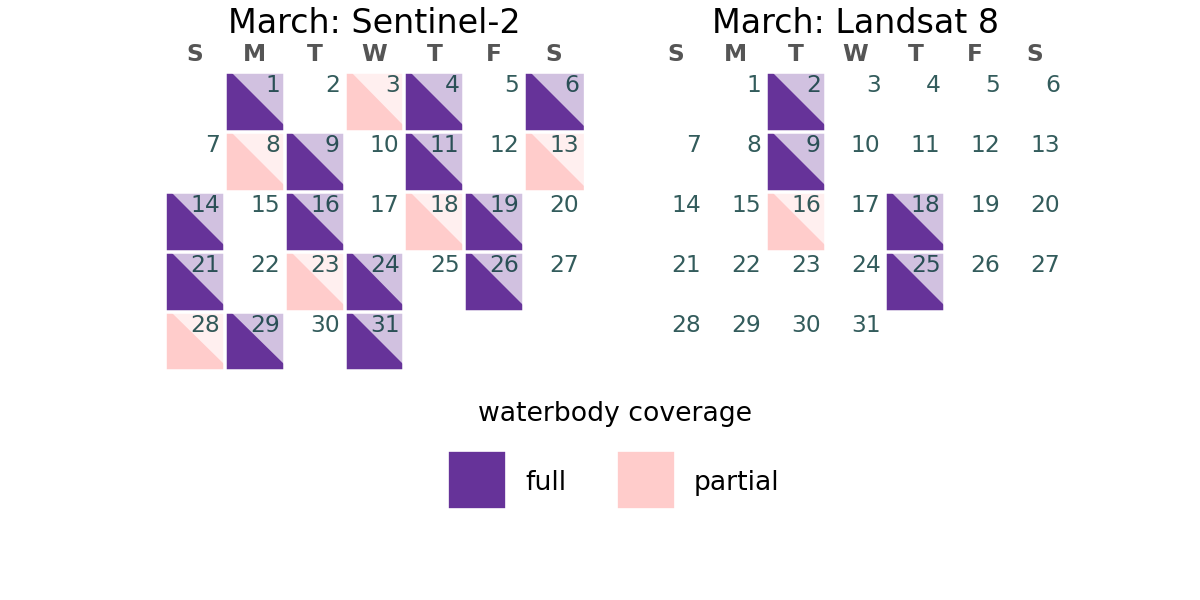 March: Sentinel-2
S M T W T F S
1 2 3 4 5 6
7 8 9 10 11 12 13
14 15 16 17 18 19 20
21 22 23 24 25 26 27
28 29 30 31
March: Landsat 8
S M T W T F S
1 2 3 4 5 6
7 8 9 10 11 12 13
14 15 16 17 18 19 20
21 22 23 24 25 26 27
28 29 30 31
waterbody coverage
full
partial